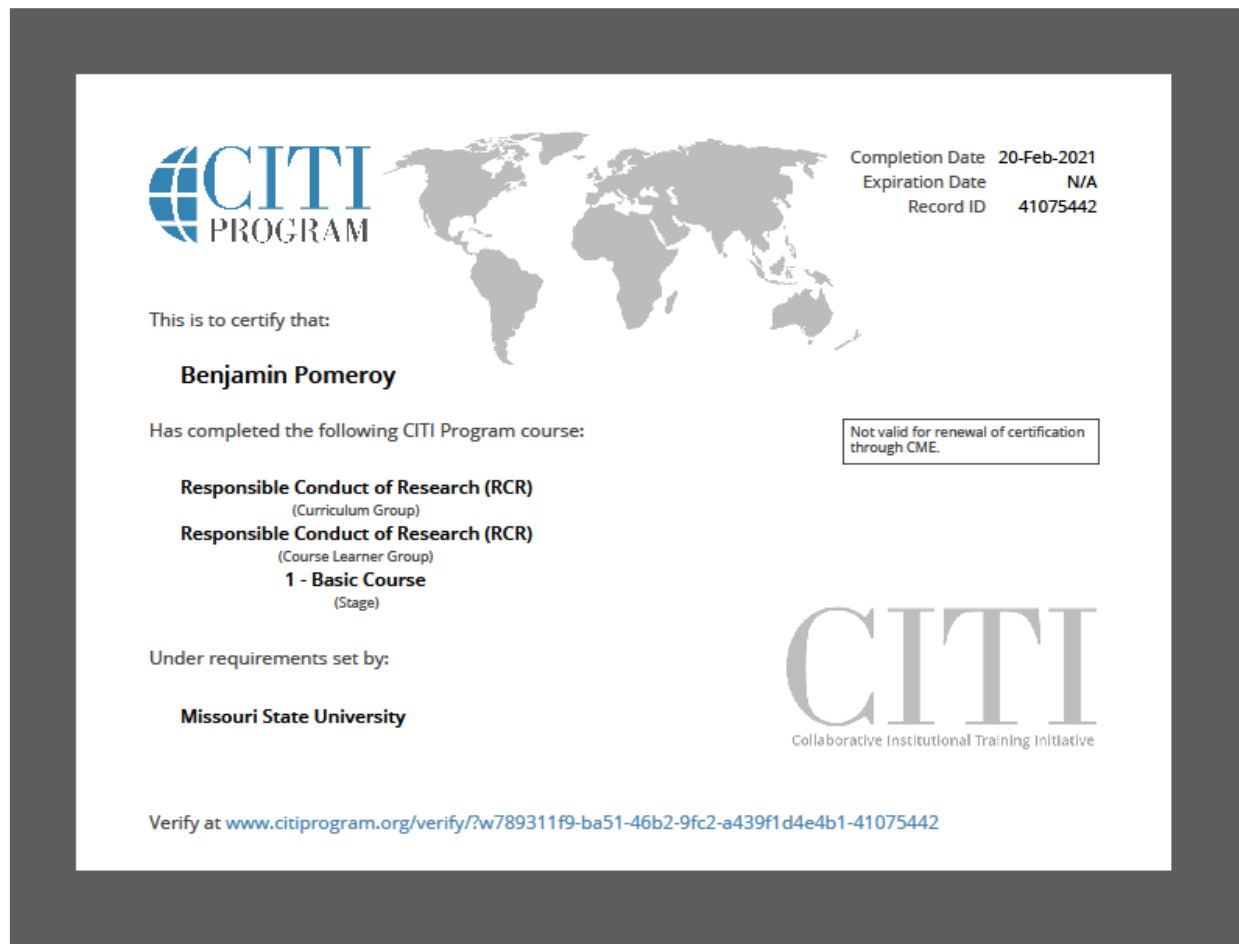 CITI
PROGRAM
Completion Date 20-Feb-2021
Expiration Date N/A
Record ID 41075442
This is to certify that:
Benjamin Pomeroy
Has completed the following CITI Program course:
Not valid for renewal of certification
through CME.
Responsible Conduct of Research (RCR)
(Curriculum Group)
Responsible Conduct of Research (RCR)
(Course Learner Group)
1 - Basic Course
(Stage)
Under requirements set by:
Missouri State University
CITI
Collaborative Institutional Training Initiative
Verify at www.citiprogram.org/verify/?w789311f9-ba51-46b2-9fc2-a439f1d4e4b1-41075442